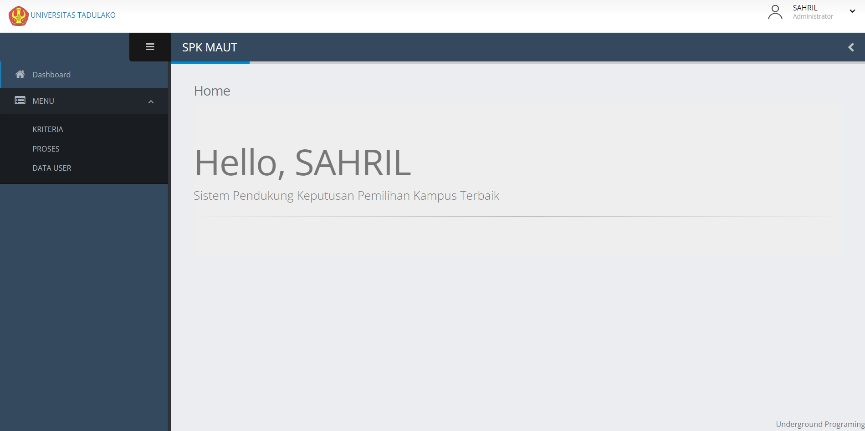 UNIVERSITAS TADULAKO
SAHRIL
Administrator
SPK MAUT
Dashboard
MENU
KRITERIA
PROSES
DATA USER
Home
Hello, SAHRIL
Sistem Pendukung Keputusan Pemilihan Kampus Terbaik
Underground Programing